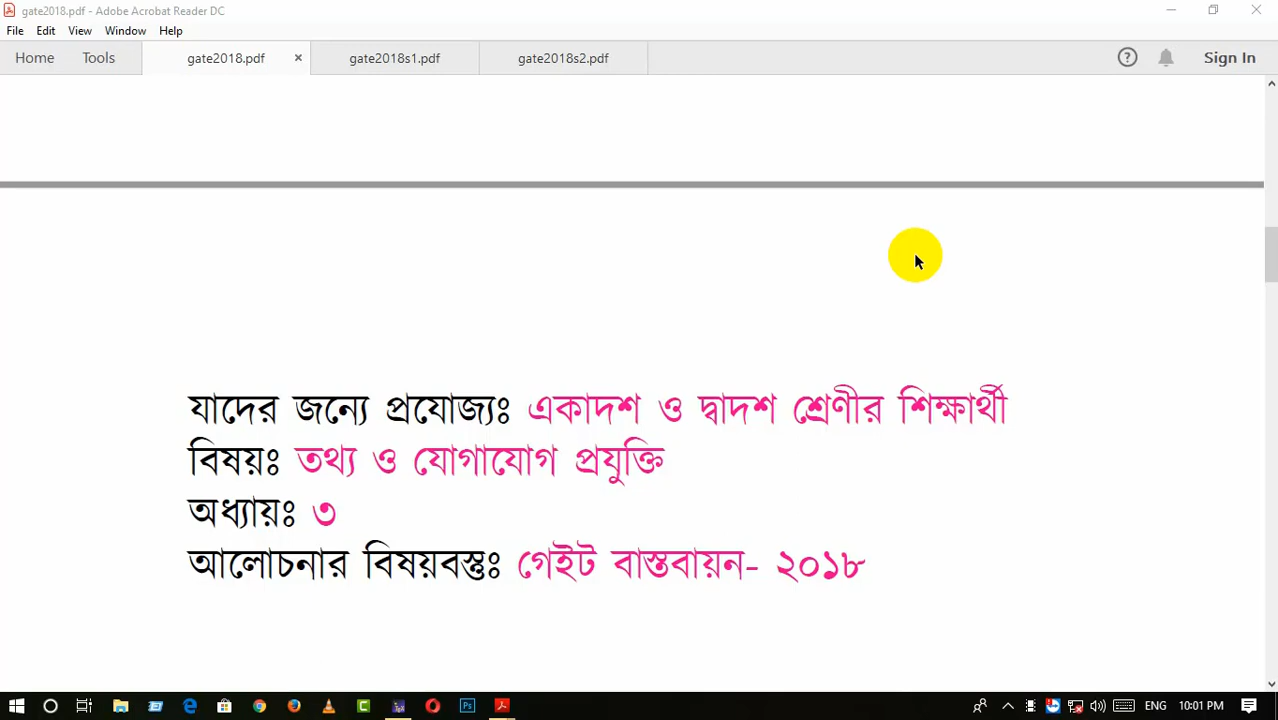 gate2018.pdf - Adobe Acrobat Reader DC
File Edit View Window Help
Home Tools gate2018.pdf × gate2018s1.pdf gate2018s2.pdf Sign In
যাদের জন্যে প্রযোজ্যঃ একাদশ ও দ্বাদশ শ্রেণীর শিক্ষার্থী
বিষয়ঃ তথ্য ও যোগাযোগ প্রযুক্তি
অধ্যায়ঃ ৩
আলোচনার বিষয়বস্তুঃ গেইট বাস্তবায়ন- ২০১৮
ENG 10:01 PM